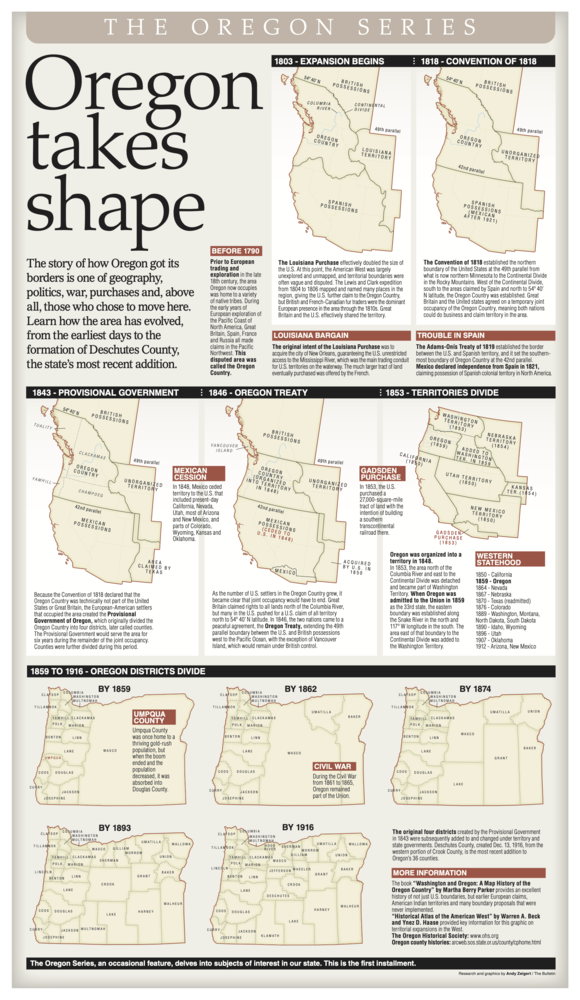 THE OREGON SERIES
Oregon
takes
shape
The story of how Oregon got its
borders is one of geography,
politics, war, purchases and, above
all, those who chose to move here.
Learn how the area has evolved,
from the earliest days to the
formation of Deschutes County,
the state's most recent addition.
BEFORE 1790
Prior to European
trading and
exploration in the late
18th century, the area
Oregon now occupies
was home to a variety
of native tribes. During
the early years of
European exploration of
the Pacific Coast of
North America, Great
Britain, Spain, France
and Russia all made
claims in the Pacific
Northwest. This
disputed area was
called the Oregon
Country.
1803 - EXPANSION BEGINS
54°40'N
BRITISH
POSSESSIONS
COLUMBIA
RIVER
CONTINENTAL
DIVIDE
49th parallel
OREGON
COUNTRY
LOUISIANA
TERRITORY
SPANISH
POSSESSIONS
The Louisiana Purchase effectively doubled the size of
the U.S. At this point, the American West was largely
unexplored and unmapped, and territorial boundaries were
often vague and disputed. The Lewis and Clark expedition
from 1804 to 1806 mapped and named many places in the
region, giving the U.S. further claim to the Oregon Country,
but British and French-Canadian fur traders were the dominant
European presence in the area through the 1810s. Great
Britain and the U.S. effectively shared the territory.
LOUISIANA BARGAIN
The original intent of the Louisiana Purchase was to
acquire the city of New Orleans, guaranteeing the U.S. unrestricted
access to the Mississippi River, which was the main trading conduit
for U.S. territories on the waterway. The much larger tract of land
eventually purchased was offered by the French.
1818 - CONVENTION OF 1818
54°40'N
BRITISH
POSSESSIONS
49th parallel
OREGON
COUNTRY
UNORGANIZED
TERRITORY
42nd parallel
SPANISH
POSSESSIONS
(MEXICAN
AFTER 1821)
The Convention of 1818 established the northern
boundary of the United States at the 49th parallel from
what is now northern Minnesota to the Continental Divide
in the Rocky Mountains. West of the Continental Divide,
south to the areas claimed by Spain and north to 54° 40'
N latitude, the Oregon Country was established. Great
Britain and the United states agreed on a temporary joint
occupancy of the Oregon Country, meaning both nations
could do business and claim territory in the area.
TROUBLE IN SPAIN
The Adams-Onis Treaty of 1819 established the border
between the U.S. and Spanish territory, and it set the southern-
most boundary of Oregon Country at the 42nd parallel.
Mexico declared independence from Spain in 1821,
claiming possession of Spanish colonial territory in North America.
1843 - PROVISIONAL GOVERNMENT
54°40'N
BRITISH
POSSESSIONS
TUALITY
CLACKAMAS
49th parallel
OREGON
COUNTRY
YAMHILL
CHAMPOEG
UNORGANIZED
TERRITORY
42nd parallel
MEXICAN
POSSESSIONS
AREA
CLAIMED BY
TEXAS
Because the Convention of 1818 declared that the
Oregon Country was technically not part of the United
States or Great Britain, the European-American settlers
that occupied the area created the Provisional
Government of Oregon, which originally divided the
Oregon Country into four districts, later called counties.
The Provisional Government would serve the area for
six years during the remainder of the joint occupancy.
Counties were further divided during this period.
MEXICAN
CESSION
In 1848, Mexico ceded
territory to the U.S. that
included present-day
California, Nevada,
Utah, most of Arizona
and New Mexico, and
parts of Colorado,
Wyoming, Kansas and
Oklahoma.
1846 - OREGON TREATY
BRITISH
POSSESSIONS
VANCOUVER
ISLAND
49th parallel
OREGON
COUNTRY
(ORGANIZED
INTO TERRITORY
IN 1848)
UNORGANIZED
TERRITORY
42nd parallel
MEXICAN
POSSESSIONS
(CEDED TO
U.S. IN 1848)
MEXICO
ACQUIRED
BY U.S. IN
1850
As the number of U.S. settlers in the Oregon Country grew, it
became clear that joint occupancy would have to end. Great
Britain claimed rights to all lands north of the Columbia River,
but many in the U.S. pushed for a U.S. claim of all territory
north to 54° 40' N latitude. In 1846, the two nations came to a
peaceful agreement, the Oregon Treaty, extending the 49th
parallel boundary between the U.S. and British possessions
west to the Pacific Ocean, with the exception of Vancouver
Island, which would remain under British control.
GADSDEN
PURCHASE
In 1853, the U.S.
purchased a
27,000-square-mile
tract of land with the
intention of building
a southern
transcontinental
railroad there.
1853 - TERRITORIES DIVIDE
WASHINGTON
TERRITORY
(1853)
OREGON
(1859)
ADDED TO
WASHINGTON
TER. IN 1859
NEBRASKA
TERRITORY
(1854)
CALIFORNIA
(1850)
UTAH TERRITORY
(1850)
KANSAS
TER. (1854)
NEW MEXICO
TERRITORY
(1850)
GADSDEN
PURCHASE
(1853)
Oregon was organized into a
territory in 1848.
In 1853, the area north of the
Columbia River and east to the
Continental Divide was detached
and became part of Washington
Territory. When Oregon was
admitted to the Union in 1859
as the 33rd state, the eastern
boundary was established along
the Snake River in the north and
117° W longitude in the south. The
area east of that boundary to the
Continental Divide was added to
the Washington Territory.
WESTERN
STATEHOOD
1850 - California
1859 - Oregon
1864 - Nevada
1867 - Nebraska
1870 - Texas (readmitted)
1876 - Colorado
1889 - Washington, Montana,
North Dakota, South Dakota
1890 - Idaho, Wyoming
1896 - Utah
1907 - Oklahoma
1912 - Arizona, New Mexico
1859 TO 1916 - OREGON DISTRICTS DIVIDE
BY 1859
CLATSOP
COLUMBIA
WASHINGTON
MULTNOMAH
TILLAMOOK
YAMHILL
CLACKAMAS
POLK
MARION
BENTON
LINN
LANE
WASCO
UMPQUA
COOS
DOUGLAS
CURRY
JACKSON
JOSEPHINE
UMPQUA
COUNTY
Umpqua County
was once home to a
thriving gold-rush
population, but
when the boom
ended and the
population
decreased, it was
absorbed into
Douglas County.
BY 1862
CLATSOP
COLUMBIA
WASHINGTON
MULTNOMAH
TILLAMOOK
YAMHILL
CLACKAMAS
POLK
MARION
BENTON
LINN
LANE
WASCO
UMATILLA
BAKER
COOS
DOUGLAS
CURRY
JACKSON
JOSEPHINE
CIVIL WAR
During the Civil War
from 1861 to 1865,
Oregon remained
part of the Union.
BY 1874
CLATSOP
COLUMBIA
WASHINGTON
MULTNOMAH
TILLAMOOK
YAMHILL
CLACKAMAS
POLK
MARION
BENTON
LINN
LANE
WASCO
UMATILLA
UNION
BAKER
GRANT
COOS
DOUGLAS
LAKE
CURRY
JACKSON
JOSEPHINE
BY 1893
CLATSOP
COLUMBIA
WASHINGTON
MULTNOMAH
TILLAMOOK
YAMHILL
CLACKAMAS
POLK
MARION
SHERMAN
GILLIAM
MORROW
UMATILLA
WALLOWA
UNION
WASCO
LINCOLN
BENTON
LINN
GRANT
BAKER
LANE
CROOK
COOS
DOUGLAS
HARNEY
MALHEUR
LAKE
CURRY
JACKSON
JOSEPHINE
KLAMATH
BY 1916
CLATSOP
COLUMBIA
WASHINGTON
MULTNOMAH
HOOD
RIVER
TILLAMOOK
YAMHILL
CLACKAMAS
POLK
MARION
WASCO
SHERMAN
GILLIAM
MORROW
UMATILLA
WALLOWA
UNION
LINCOLN
BENTON
LINN
JEFFERSON
WHEELER
GRANT
BAKER
LANE
CROOK
DESCHUTES
COOS
DOUGLAS
HARNEY
MALHEUR
LAKE
CURRY
JACKSON
JOSEPHINE
KLAMATH
The original four districts created by the Provisional Government
in 1843 were subsequently added to and changed under territory and
state governments. Deschutes County, created Dec. 13, 1916, from the
western portion of Crook County, is the most recent addition to
Oregon's 36 counties.
MORE INFORMATION
The book "Washington and Oregon: A Map History of the
Oregon Country" by Martha Berry Parker provides an excellent
history of not just U.S. boundaries, but earlier European claims,
American Indian territories and many boundary proposals that were
never implemented.
"Historical Atlas of the American West" by Warren A. Beck
and Ynez D. Haase provided key information for this graphic on
territorial expansions in the West.
The Oregon Historical Society: www.ohs.org
Oregon county histories: arcweb.sos.state.or.us/county/cphome.html
The Oregon Series, an occasional feature, delves into subjects of interest in our state. This is the first installment.
Research and graphics by Andy Zeigert / The Bulletin